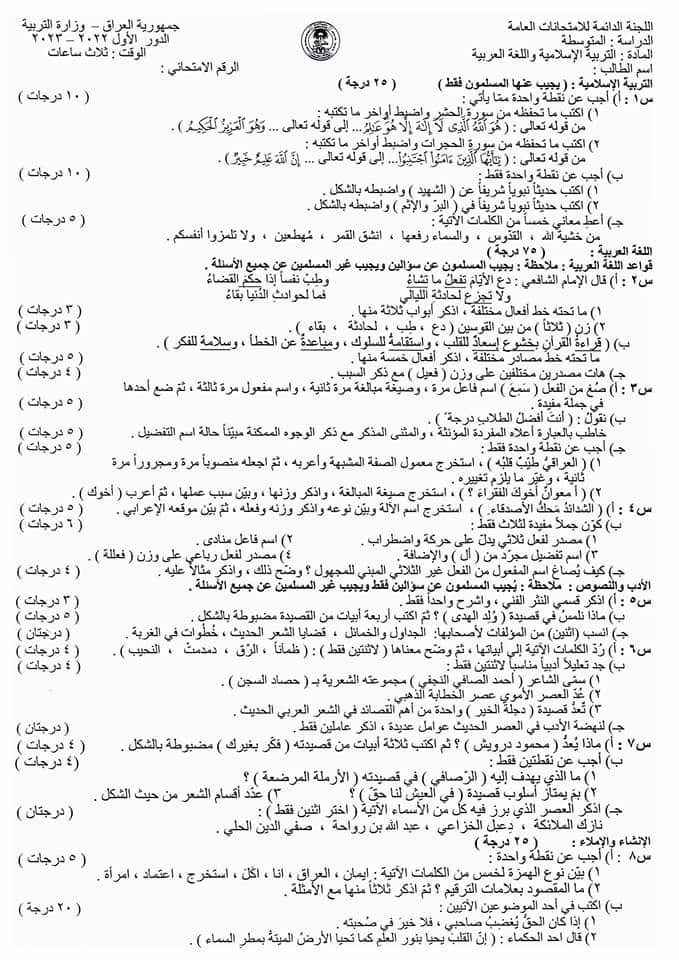 اللجنة الدائمة للامتحانات العامة
الدراسة : المتوسطة
المادة : التربية الإسلامية واللغة العربية
اسم الطالب :
جمهورية العراق – وزارة التربية
الدور الأول ٢٠٢٢ – ٢٠٢٣
الوقت : ثلاث ساعات
الرقم الامتحاني :
التربية الإسلامية : ( يجيب عنها المسلمون فقط ) ( ٢٥ درجة )
س١ : أ) أجب عن نقطة واحدة ممّا يأتي : ( ١٠ درجات )
١) اكتب ما تحفظه من سورة الحشر واضبط أواخر ما تكتبه :
من قوله تعالى : ( هُوَ اللَّهُ الَّذِي لَا إِلَهَ إِلَّا هُوَ عَالِمُ... إلى قوله تعالى ... وَهُوَ الْعَزِيزُ الْحَكِيمُ ) .
٢) اكتب ما تحفظه من سورة الحجرات واضبط أواخر ما تكتبه :
من قوله تعالى : ( يَا أَيُّهَا الَّذِينَ ءَامَنُوا اجْتَنِبُوا... إلى قوله تعالى ... إِنَّ اللَّهَ عَلِيمٌ خَبِيرٌ ) .
ب) أجب عن نقطة واحدة فقط : ( ١٠ درجات )
١) اكتب حديثاً نبوياً شريفاً عن ( الشهيد ) واضبطه بالشكل .
٢) اكتب حديثاً نبوياً شريفاً في ( البرّ والإثم ) واضبطه بالشكل .
جـ) أعطِ معاني خمساً من الكلمات الآتية : ( ٥ درجات )
من خشية الله ، القدّوس ، والسماء رفعها ، انشق القمر ، مُهطعين ، ولا تلمزوا أنفسكم .
اللغة العربية : ( ٧٥ درجة )
قواعد اللغة العربية : ملاحظة : يجيب المسلمون عن سؤالين ويجيب غير المسلمين عن جميع الأسئلة .
س٢ : أ) قال الإمام الشافعي : دع الأيّامَ تفعلُ ما تشاءُ وطِبْ نفساً إذا حكمَ القضاءُ
ولا تجزع لحادثةِ الليالي فما لحوادثِ الدُّنيا بقاءُ
١) ما تحته خط أفعال مختلفة ، اذكر أبواب ثلاثة منها . ( ٣ درجات )
٢) زِن ( ثلاثاً ) من بين القوسين ( دع ، طِب ، لحادثة ، بقاء ) . ( ٣ درجات )
ب) ( قراءةُ القرآن بخشوعٍ إسعادٌ للقلب ، واستقامةٌ للسلوك ، ومباعدةٌ عن الخطأ ، وسلامةٌ للفكر ) .
ما تحته خط مصادر مختلفة ، اذكر أفعال خمسة منها . ( ٥ درجات )
جـ) هات مصدرين مختلفين على وزن ( فعيل ) مع ذكر السبب . ( ٤ درجات )
س٣ : أ) صُغ من الفعل ( سَمِعَ ) اسم فاعل مرة ، وصيغة مبالغة مرة ثانية ، واسم مفعول مرة ثالثة ، ثمّ ضع أحدها
في جملة مفيدة . ( ٥ درجات )
ب) نقولُ : ( أنتَ أفضلُ الطلابِ درجةً ) .
خاطب بالعبارة أعلاه المفردة المؤنثة ، والمثنى المذكر مع ذكر الوجوه الممكنة مبيّناً حالة اسم التفضيل . ( ٥ درجات )
جـ) أجب عن نقطة واحدة فقط : ( ٥ درجات )
١) ( العراقيُّ طيّبٌ قلبُه ) ، استخرج معمول الصفة المشبهة وأعربه ، ثمّ اجعله منصوباً مرة ومجروراً مرة
ثانية ، وغيّر ما يلزم تغييره .
٢) ( أ معوانٌ أخوكَ الفقراءَ ؟ ) ، استخرج صيغة المبالغة ، واذكر وزنها ، وبيّن سبب عملها ، ثمّ أعرب ( أخوك ) .
س٤ : أ) ( الشدائدُ مَحكُّ الأصدقاءِ ) ، استخرج اسم الآلة وبيّن نوعه واذكر وزنه وفعله ، ثمّ بيّن موقعه الإعرابي . ( ٥ درجات )
ب) كوّن جملاً مفيدة لثلاث فقط : ( ٦ درجات )
١) مصدر لفعل ثلاثي يدلّ على حركة واضطراب . ٢) اسم فاعل منادى .
٣) اسم تفضيل مجرّد من ( أل ) والإضافة . ٤) مصدر لفعل رباعي على وزن ( فعللة ) .
جـ) كيف يُصاغ اسم المفعول من الفعل غير الثلاثي المبني للمجهول ؟ وضّح ذلك ، واذكر مثالاً عليه . ( ٤ درجات )
الأدب والنصوص : ملاحظة : يُجيب المسلمون عن سؤالين فقط ويجيب غير المسلمين عن جميع الأسئلة .
س٥ : أ) اذكر قسمي النثر الفني ، واشرح واحداً فقط . ( ٣ درجات )
ب) ماذا نلمسُ في قصيدة ( وُلِد الهدى ) ؟ ثمّ اكتب أربعة أبيات من القصيدة مضبوطة بالشكل . ( ٥ درجات )
جـ) انسب (اثنين) من المؤلفات لأصحابها: الجداول والخمائل ، قضايا الشعر الحديث ، خُطُوات في الغربة . ( درجتان )
س٦ : أ) رُدّ الكلمات الآتية إلى أبياتها ، ثمّ وضّح معناها ( لاثنتين فقط ) : ( ظمآناً ، الرّق ، دمدمتُ ، النحيب ) . ( ٤ درجات )
ب) جد تعليلاً أدبياً مناسباً لاثنتين فقط : ( ٤ درجات )
١) سمّى الشاعر ( أحمد الصافي النجفي ) مجموعته الشعرية بـ ( حصاد السجن ) .
٢) عُدّ العصر الأموي عصر الخطابة الذهبي .
٣) تُعدُّ قصيدة ( دجلة الخير ) واحدة من أهم القصائد في الشعر العربي الحديث .
جـ) لنهضة الأدب في العصر الحديث عوامل عديدة ، اذكر عاملين فقط . ( درجتان )
س٧ : أ) ماذا يُعدُّ ( محمود درويش ) ؟ ثم اكتب ثلاثة أبيات من قصيدته ( فكّر بغيرك ) مضبوطة بالشكل . ( ٤ درجات )
ب) أجب عن نقطتين فقط : ( ٤ درجات )
١) ما الذي يهدف إليه ( الرّصافي ) في قصيدته ( الأرملة المرضعة ) ؟
٢) بمَ يمتاز أسلوب قصيدة ( في العيش لنا حقّ ) ؟ ٣) عدّد أقسام الشعر من حيث الشكل .
جـ) اذكر العصر الذي برز فيه كلّ من الأسماء الآتية ( اختر اثنين فقط ) : ( درجتان )
نازك الملائكة ، دِعبل الخزاعي ، عبد الله بن رواحة ، صفي الدين الحلي .
الإنشاء والإملاء : ( ٢٥ درجة )
س٨ : أ) أجب عن نقطة واحدة : ( ٥ درجات )
١) بيّن نوع الهمزة لخمس من الكلمات الآتية : إيمان ، العراق ، انا ، اكَلَ ، استخرج ، اعتماد ، امرأة .
٢) ما المقصود بعلامات الترقيم ؟ ثمّ اذكر ثلاثاً منها مع الأمثلة .
ب) اكتب في أحد الموضوعين الآتيين : ( ٢٠ درجة )
١) إذا كان الحقُّ يُغضِبُ صاحبي، فلا خيرَ في صُحبته .
٢) قال احد الحكماء : ( إنّ القلبَ يحيا بنور العلمِ كما تحيا الأرضُ الميتةُ بمطرِ السماء ) .